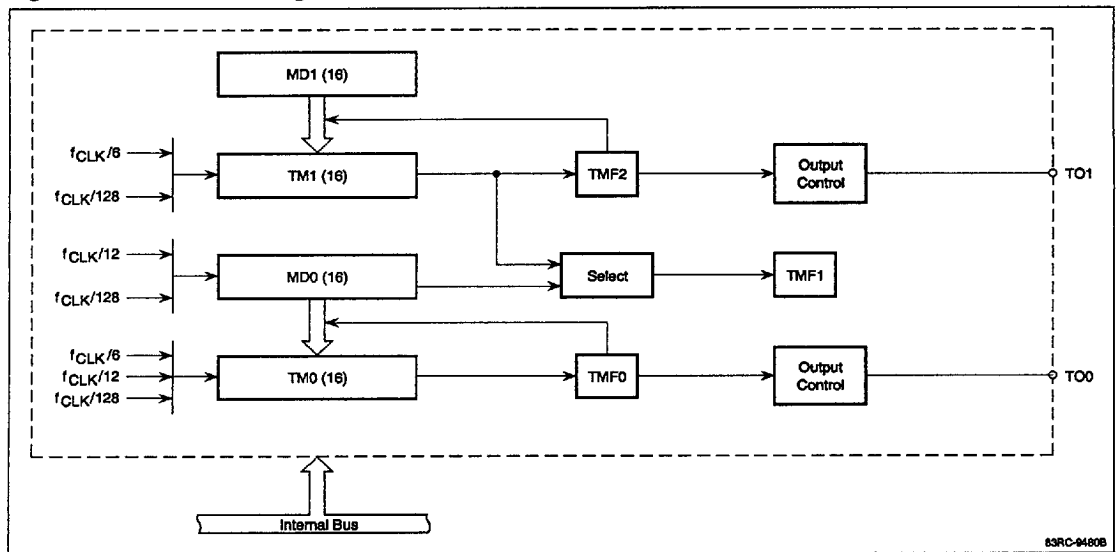 MD1 (16)
fCLK/6
fCLK/128
TM1 (16)
TMF2
Output
Control
TO1
fCLK/12
fCLK/128
MD0 (16)
Select
TMF1
fCLK/6
fCLK/12
fCLK/128
TM0 (16)
TMF0
Output
Control
TO0
Internal Bus
83RC-9480B